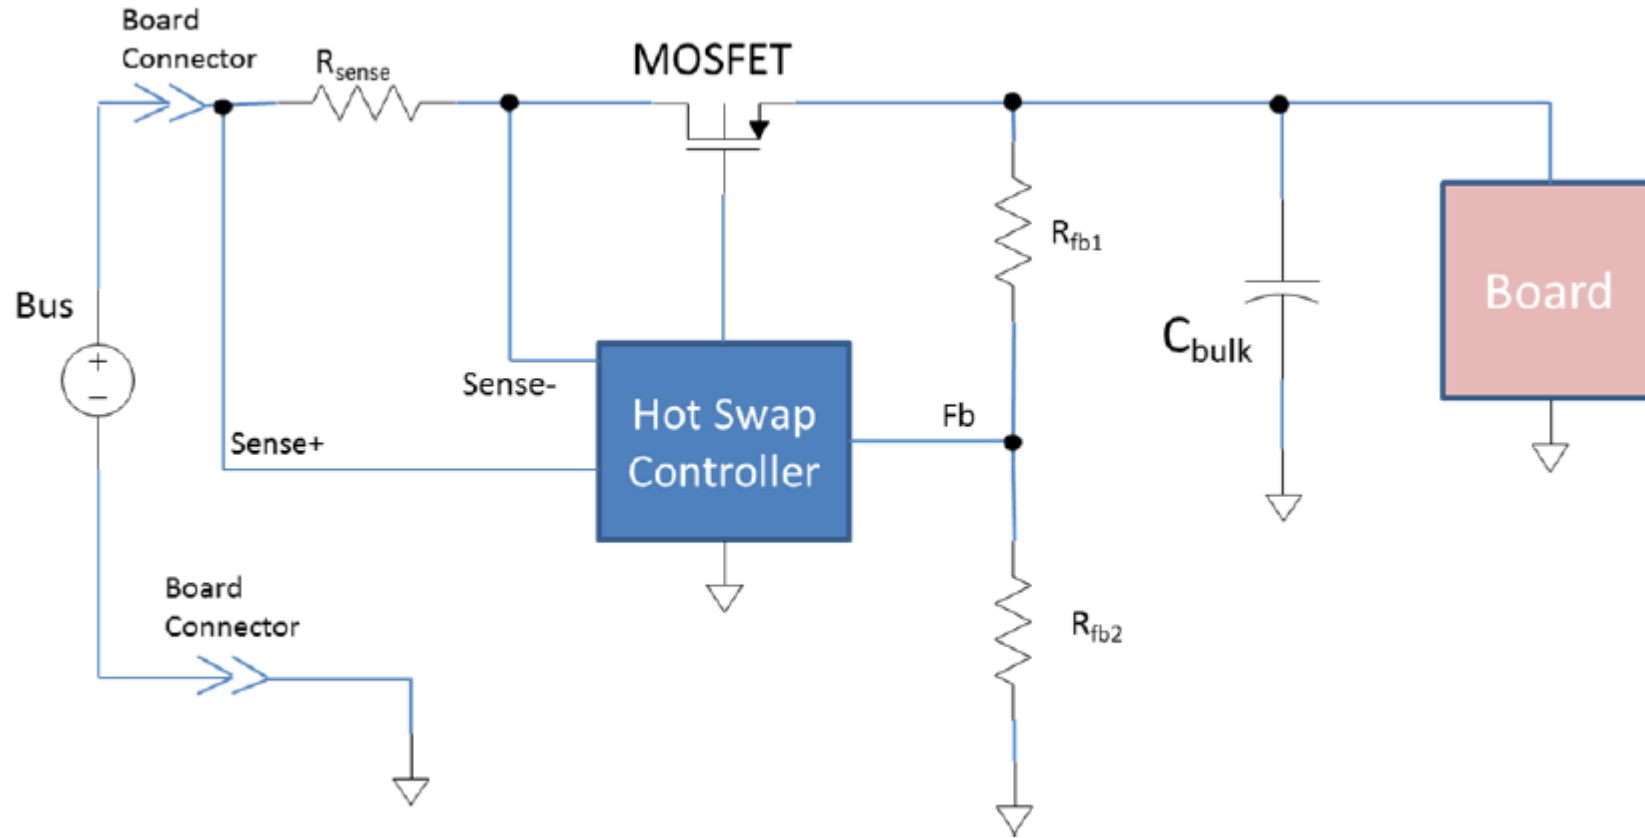 Board
Connector
Rsense
MOSFET
Rfb1
Bus
+
−
Board
Cbulk
Sense-
Hot Swap
Controller
Fb
Sense+
Board
Connector
Rfb2